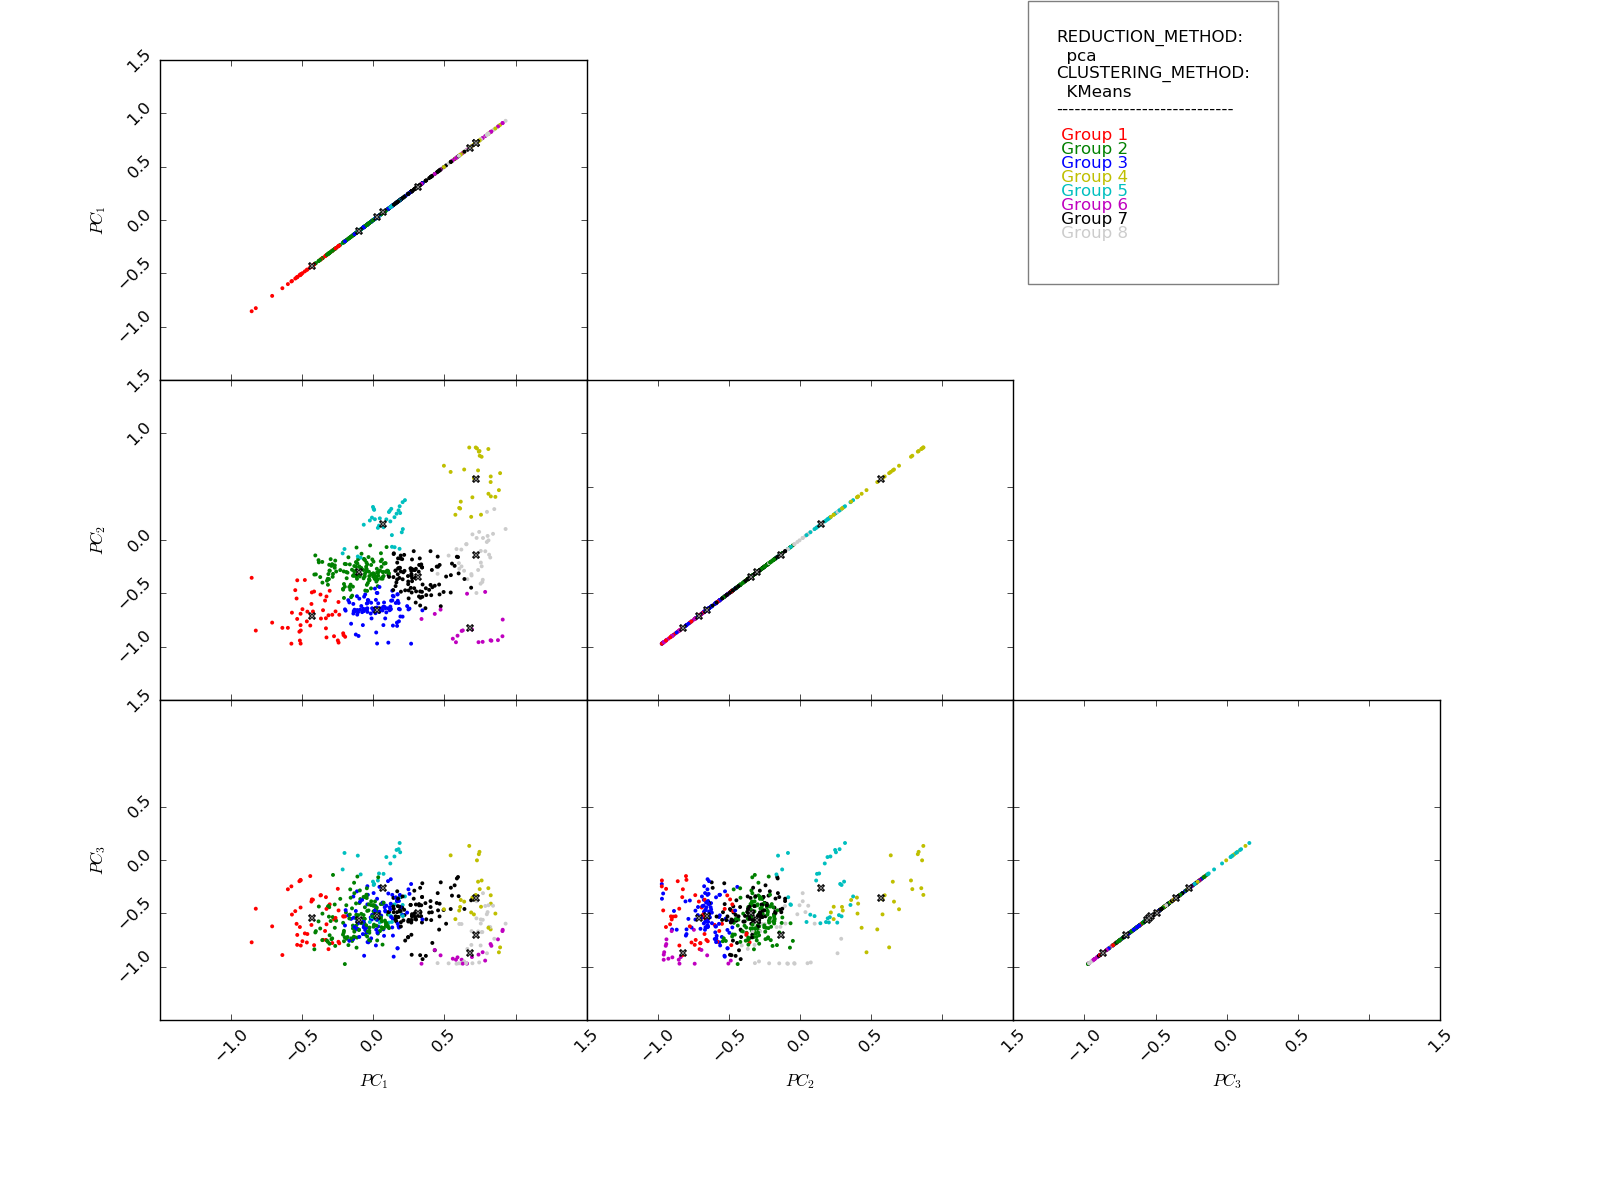 REDUCTION_METHOD:
pca
CLUSTERING_METHOD:
KMeans
------------------------------
Group 1
Group 2
Group 3
Group 4
Group 5
Group 6
Group 7
Group 8
1.5
1.0
0.5
0.0
−0.5
−1.0
PC₁
1.5
1.0
0.0
−0.5
−1.0
PC₂
1.5
0.5
0.0
−0.5
−1.0
PC₃
−1.0 −0.5 0.0 0.5 1.5
−1.0 −0.5 0.0 0.5 1.5
−1.0 −0.5 0.0 0.5 1.5
PC₁ PC₂ PC₃